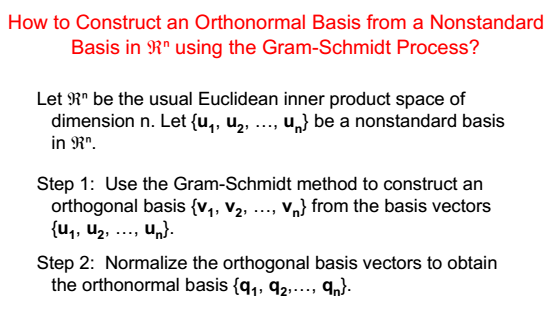 How to Construct an Orthonormal Basis from a Nonstandard
Basis in ℜⁿ using the Gram-Schmidt Process?
Let ℜⁿ be the usual Euclidean inner product space of
dimension n. Let {u₁, u₂, …, uₙ} be a nonstandard basis
in ℜⁿ.
Step 1: Use the Gram-Schmidt method to construct an
orthogonal basis {v₁, v₂, …, vₙ} from the basis vectors
{u₁, u₂, …, uₙ}.
Step 2: Normalize the orthogonal basis vectors to obtain
the orthonormal basis {q₁, q₂,…, qₙ}.